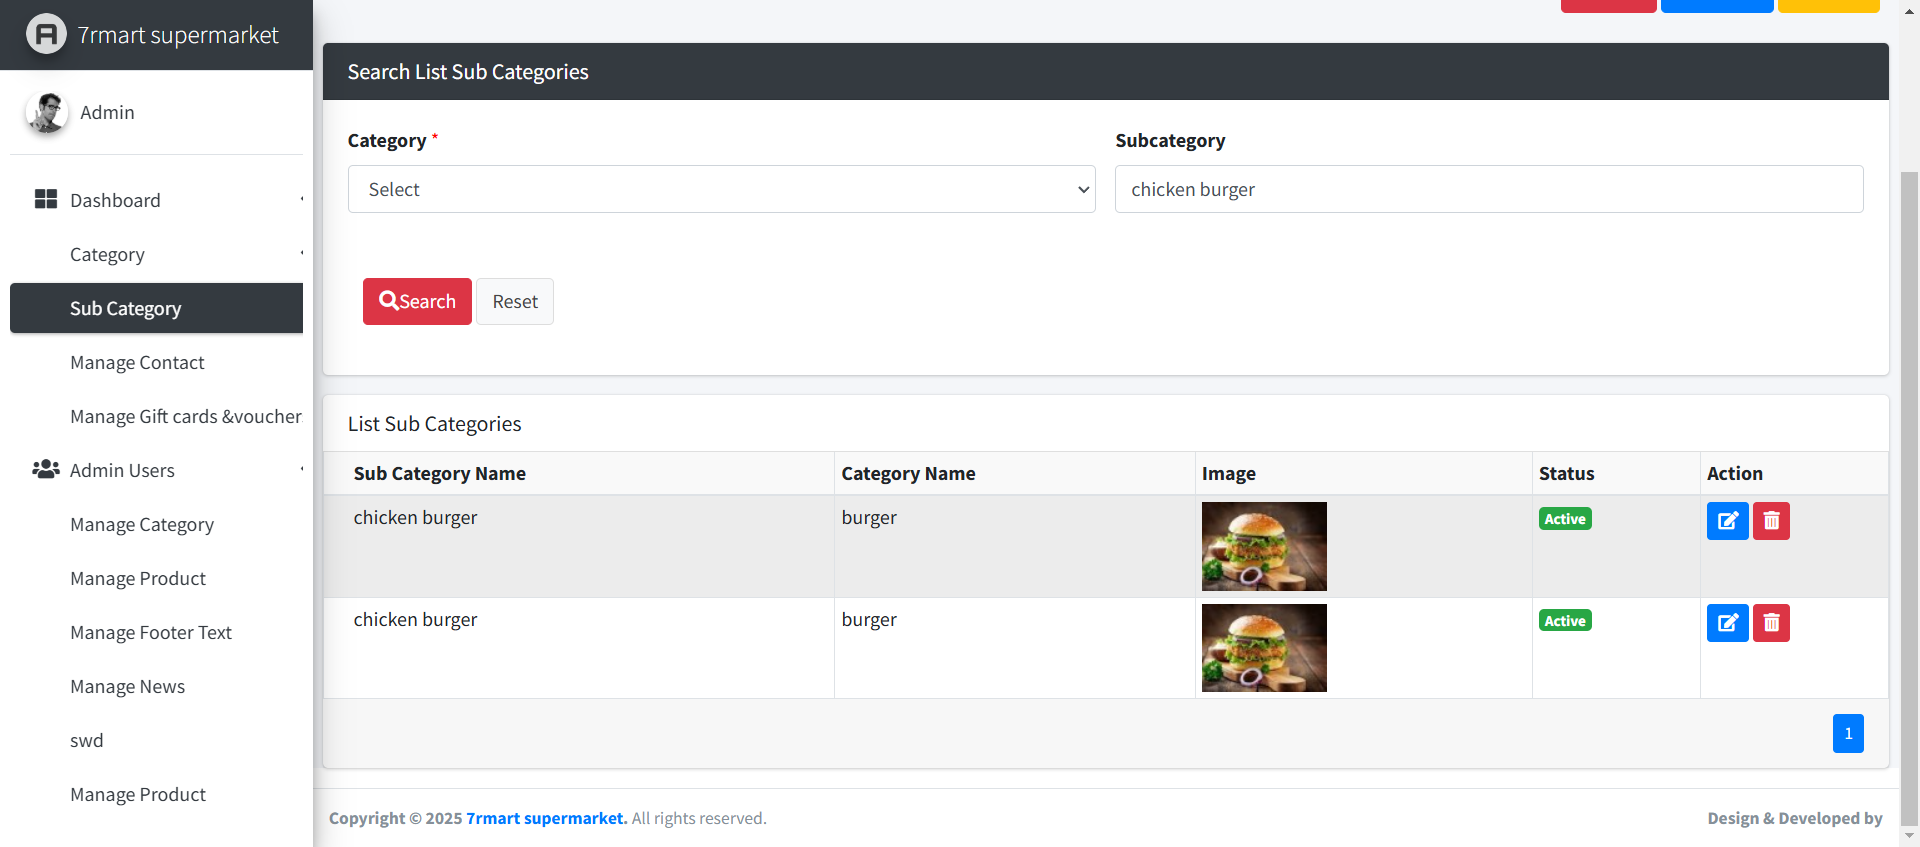 7rmart supermarket
Admin
Dashboard
Category
Sub Category
Manage Contact
Manage Gift cards &voucher
Admin Users
Manage Category
Manage Product
Manage Footer Text
Manage News
swd
Manage Product
Search List Sub Categories
Category * Subcategory
Select chicken burger
Search Reset
List Sub Categories
Sub Category Name Category Name Image Status Action
chicken burger burger Active
chicken burger burger Active
1
Copyright © 2025 7rmart supermarket. All rights reserved. Design & Developed by